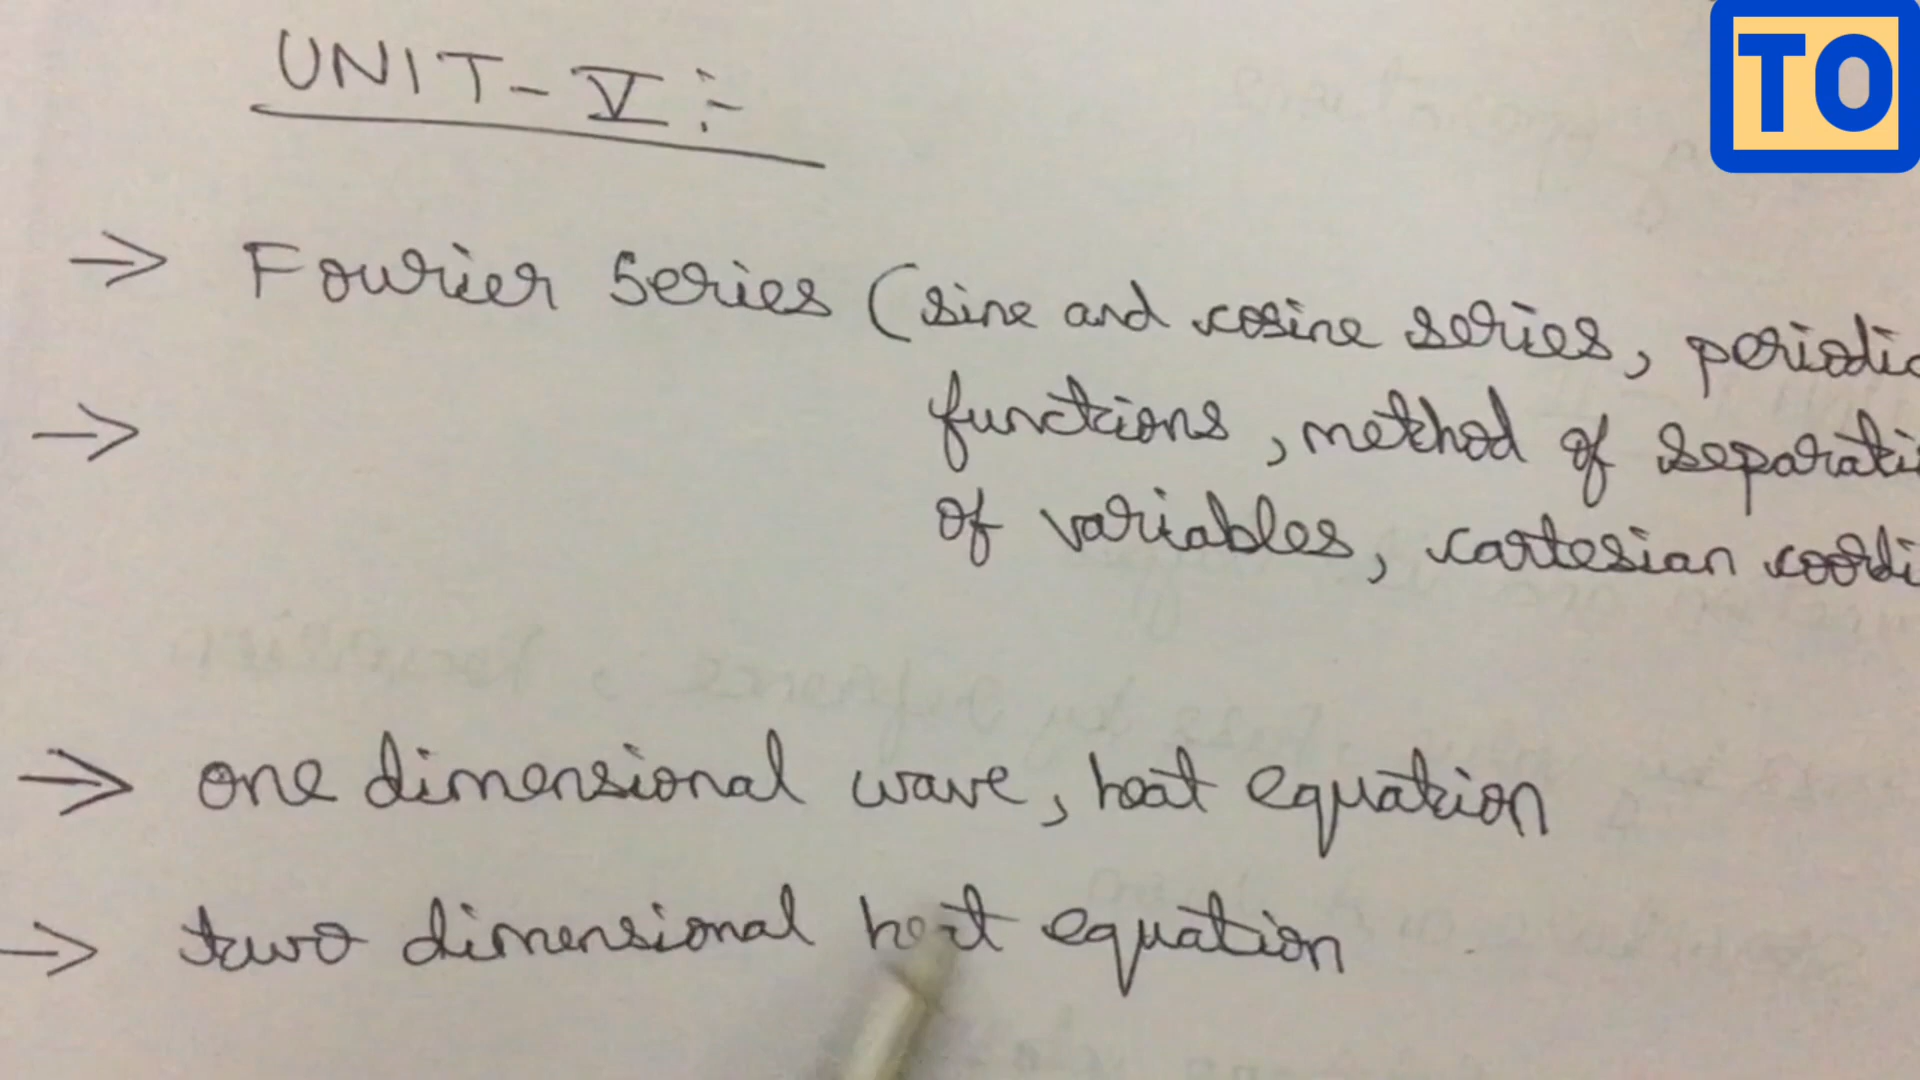 TO
UNIT-V:-
→ Fourier Series (sine and cosine series, periodic
→ functions, method of separati
of variables, cartesian coordi
→ one dimensional wave, heat equation
→ two dimensional heat equation